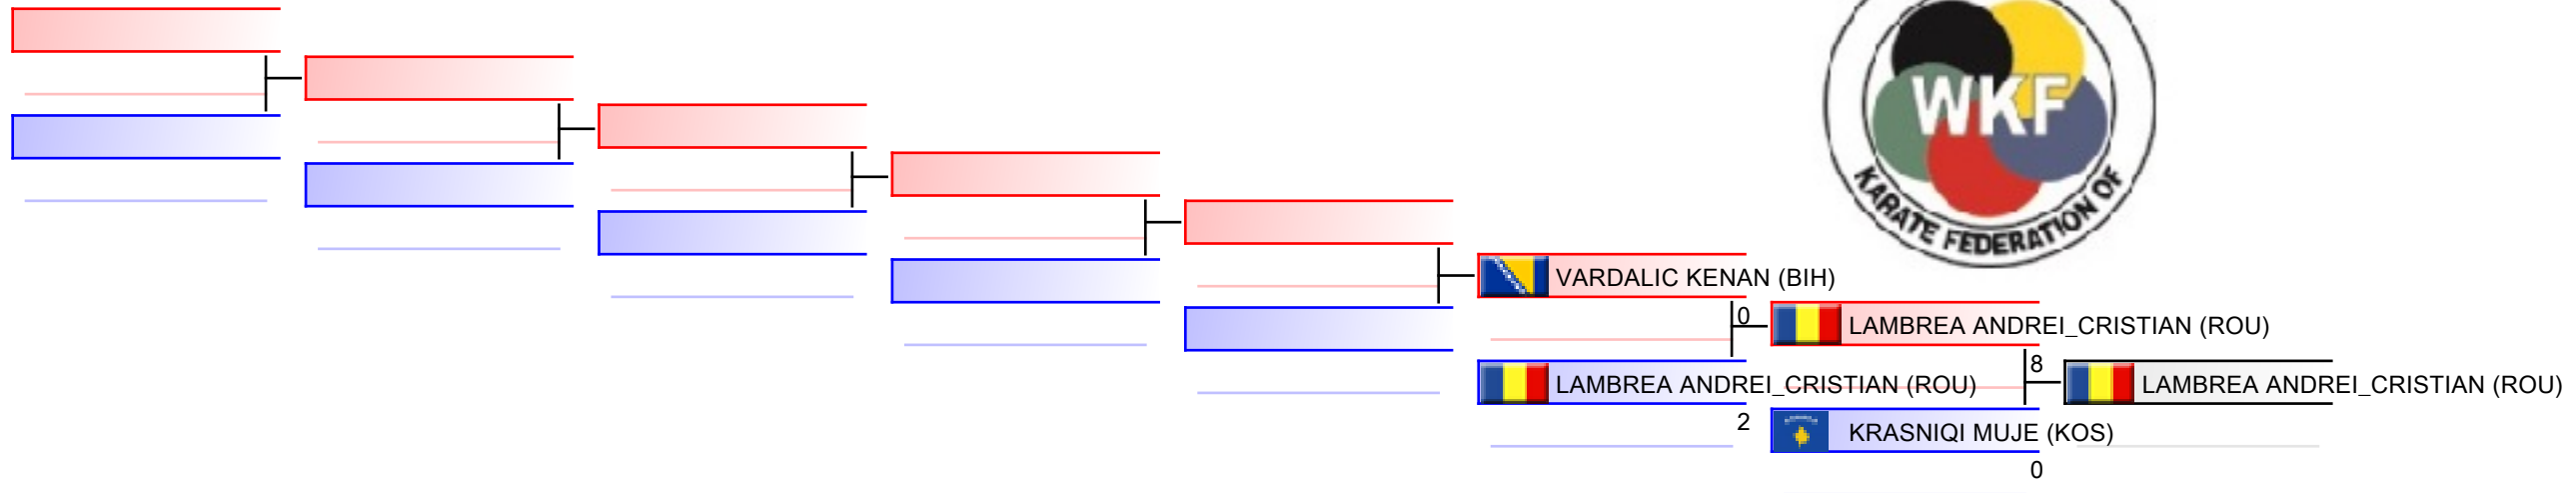 WKF
KARATE FEDERATION OF
VARDALIC KENAN (BIH)
0
LAMBREA ANDREI_CRISTIAN (ROU)
8
LAMBREA ANDREI_CRISTIAN (ROU)
LAMBREA ANDREI_CRISTIAN (ROU)
2
KRASNIQI MUJE (KOS)
0